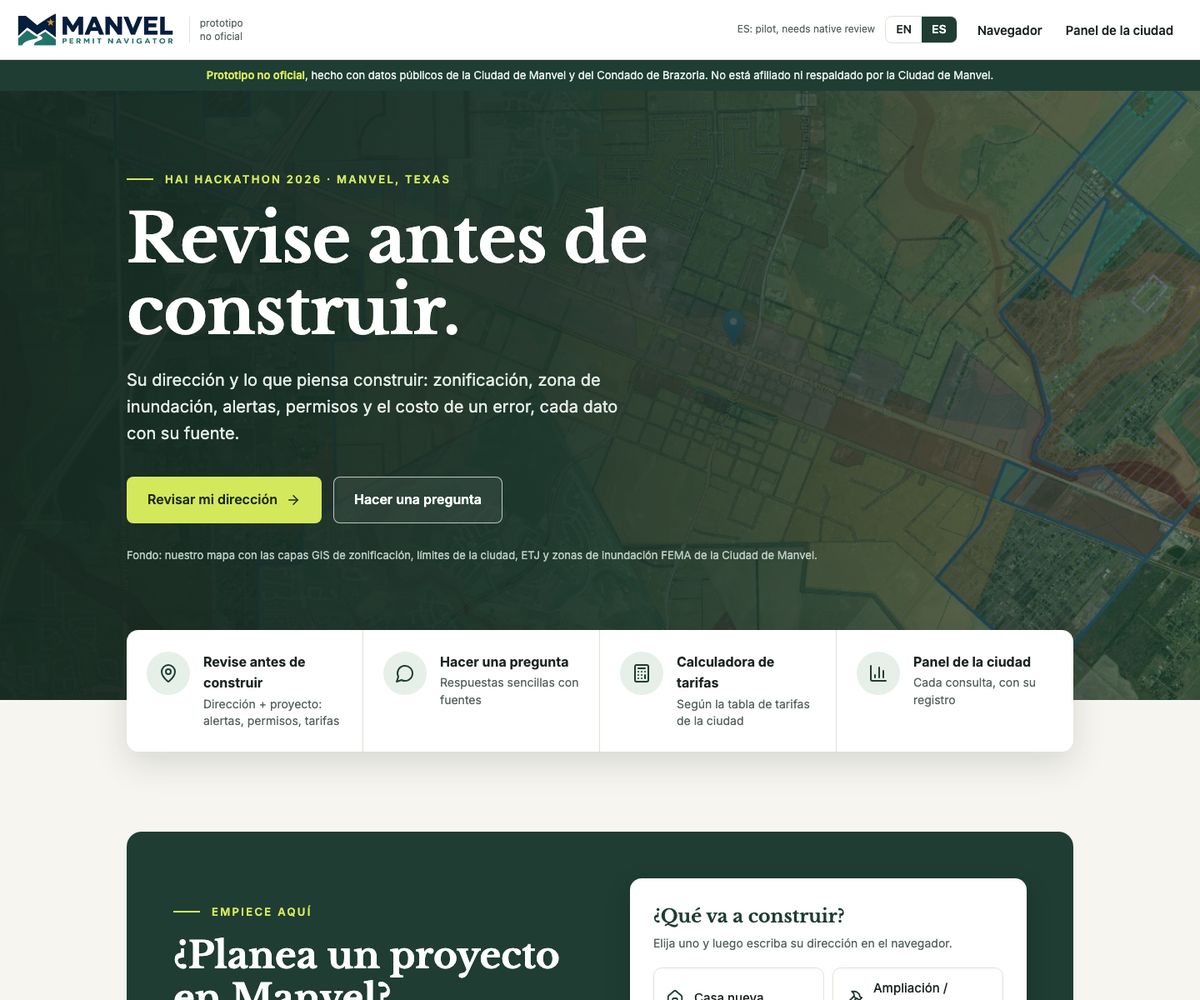 MANVEL
PERMIT NAVIGATOR
prototipo
no oficial
ES: pilot, needs native review
EN
ES
Navegador
Panel de la ciudad
Prototipo no oficial, hecho con datos públicos de la Ciudad de Manvel y del Condado de Brazoria. No está afiliado ni respaldado por la Ciudad de Manvel.
HAI HACKATHON 2026 · MANVEL, TEXAS
Revise antes de
construir.
Su dirección y lo que piensa construir: zonificación, zona de
inundación, alertas, permisos y el costo de un error, cada dato
con su fuente.
Revisar mi dirección →
Hacer una pregunta
Fondo: nuestro mapa con las capas GIS de zonificación, límites de la ciudad, ETJ y zonas de inundación FEMA de la Ciudad de Manvel.
Revise antes de
construir
Dirección + proyecto:
alertas, permisos, tarifas
Hacer una pregunta
Respuestas sencillas con
fuentes
Calculadora de
tarifas
Según la tabla de tarifas
de la ciudad
Panel de la ciudad
Cada consulta, con su
registro
EMPIECE AQUÍ
¿Planea un proyecto
en Manvel?
¿Qué va a construir?
Elija uno y luego escriba su dirección en el navegador.
Casa nueva
Ampliación /